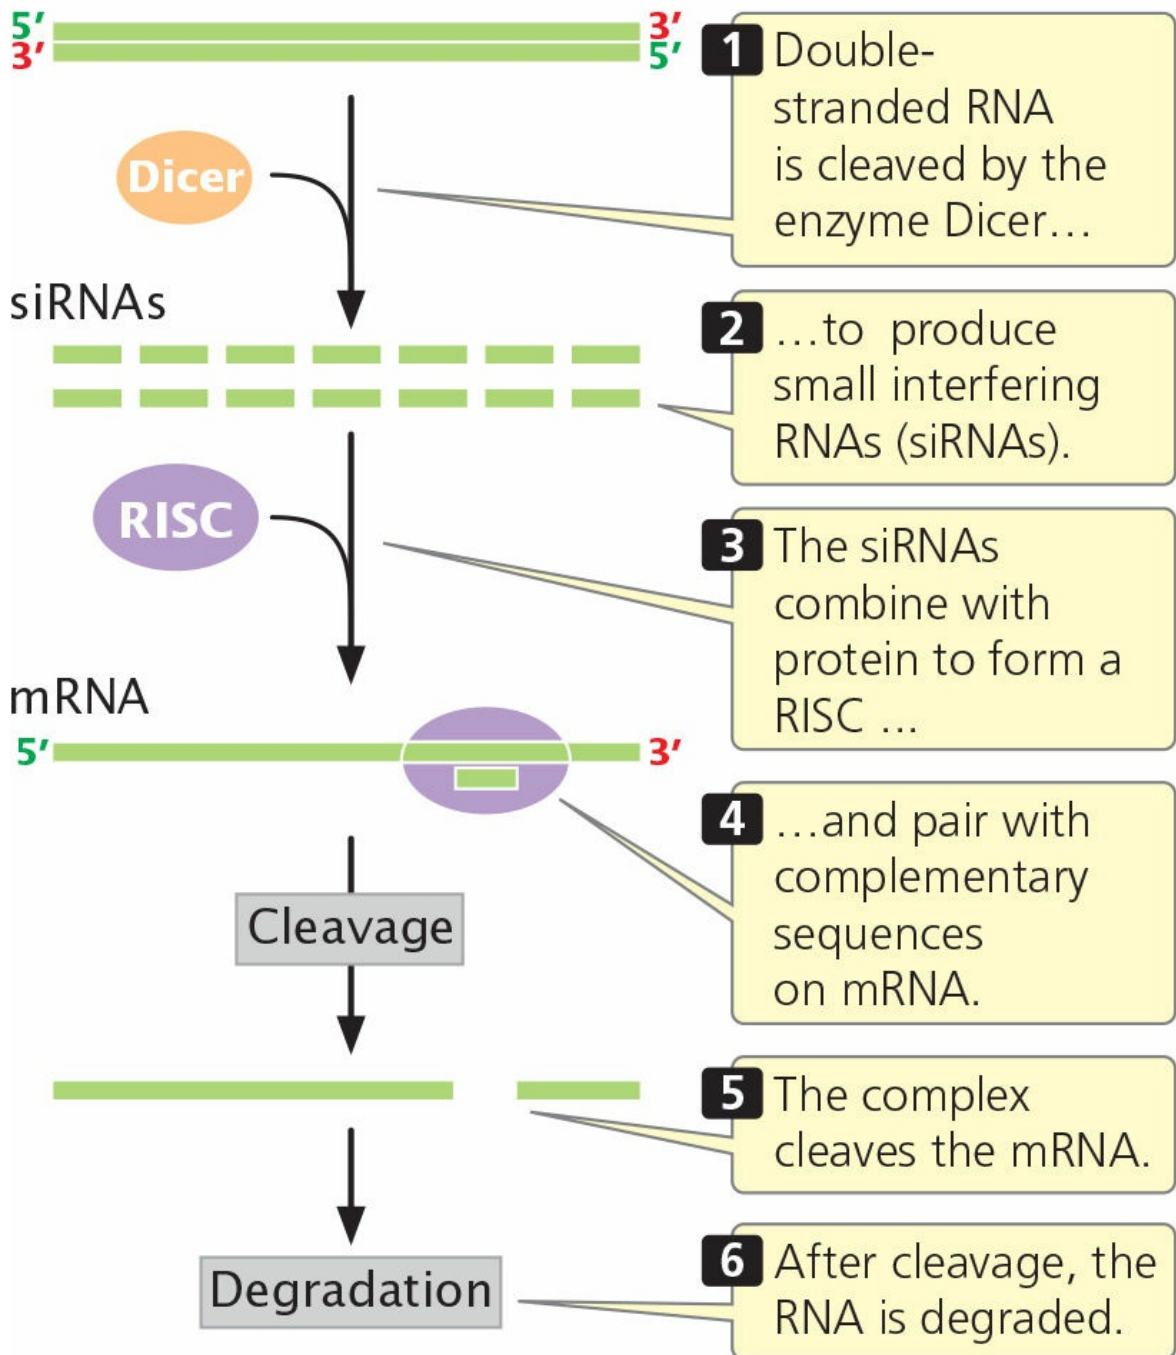 5′ 3′
3′ 5′
1 Double-
stranded RNA
is cleaved by the
enzyme Dicer...
Dicer
siRNAs
2 ...to produce
small interfering
RNAs (siRNAs).
RISC
3 The siRNAs
combine with
protein to form a
RISC ...
mRNA
5′ 3′
4 ...and pair with
complementary
sequences
on mRNA.
Cleavage
5 The complex
cleaves the mRNA.
6 After cleavage, the
RNA is degraded.
Degradation